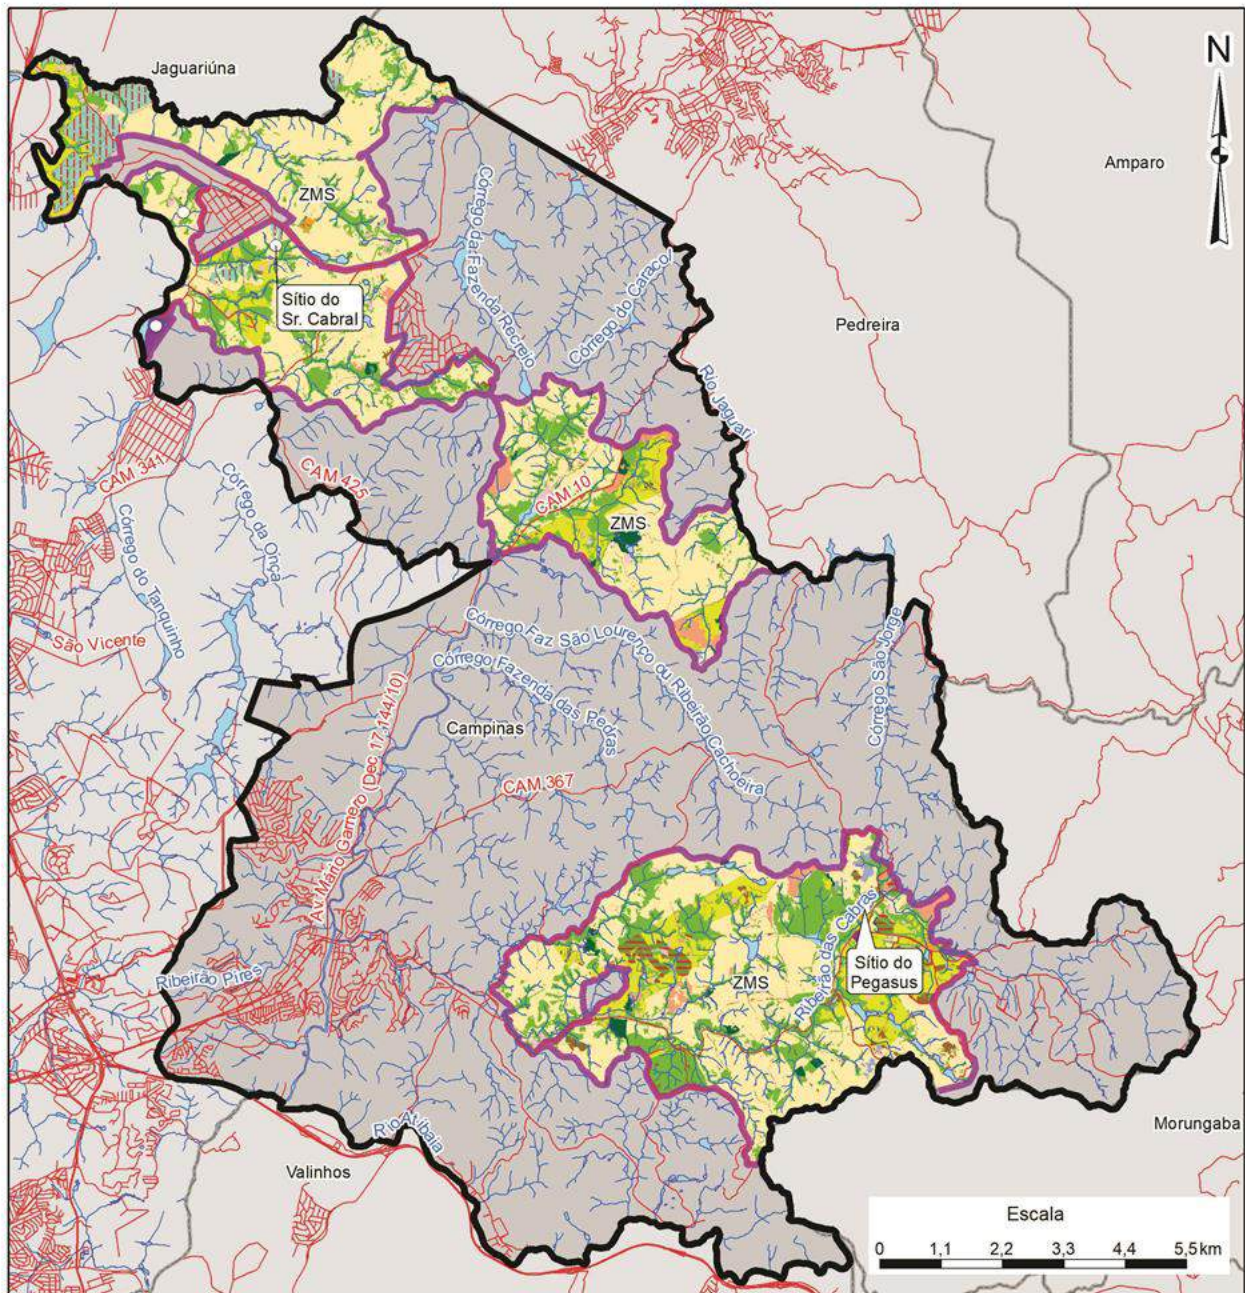 N
Jaguariúna
Amparo
ZMS
Córrego da Fazenda Recreio
Córrego do Caracol
Sítio do
Sr. Cabral
Pedreira
Rio Jaguari
CAM 341
CAM 425
CAM 10
ZMS
Córrego da Onça
Córrego do Tanquinho
São Vicente
Córrego Faz São Lourenço ou Ribeirão Cachoeira
Córrego Fazenda das Pedras
Córrego São Jorge
Campinas
Av Mário Garnero (Dec 17.144/10)
CAM 367
Ribeirão das Cabras
Sítio do
Pegasus
ZMS
Ribeirão Pires
Rio Atibaia
Valinhos
Morungaba
Escala
0 1,1 2,2 3,3 4,4 5,5 km